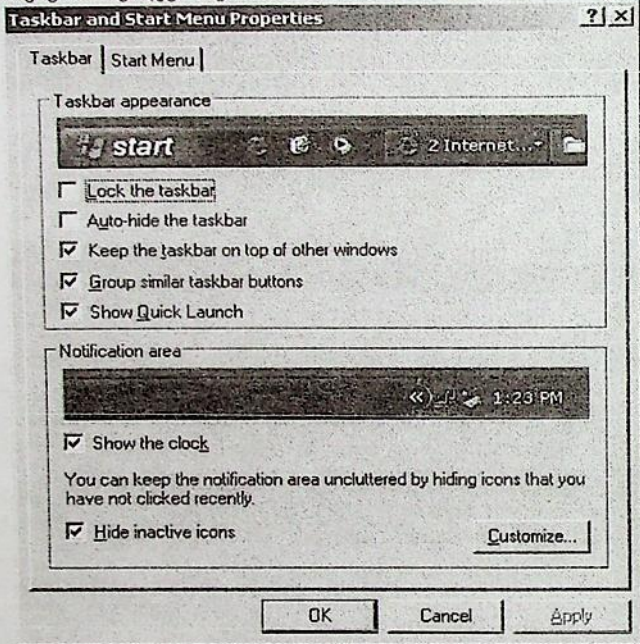 Taskbar and Start Menu Properties
Taskbar
Start Menu
Taskbar appearance
start
2 Internet...
Lock the taskbar
Auto-hide the taskbar
Keep the taskbar on top of other windows
Group similar taskbar buttons
Show Quick Launch
Notification area
1:23 PM
Show the clock
You can keep the notification area uncluttered by hiding icons that you
have not clicked recently.
Hide inactive icons
Customize...
OK
Cancel
Apply